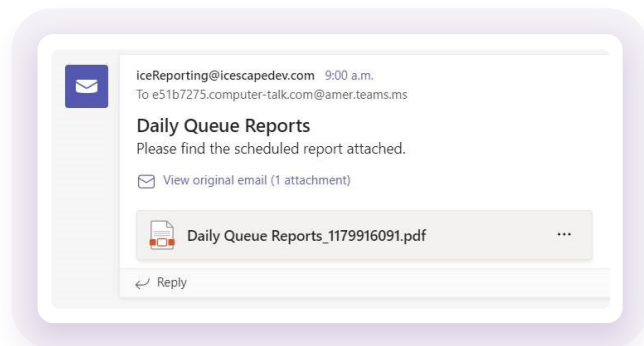 iceReporting@icescapedev.com 9:00 a.m.
To e51b7275.computer-talk.com@amer.teams.ms
Daily Queue Reports
Please find the scheduled report attached.
View original email (1 attachment)
Daily Queue Reports_1179916091.pdf ...
Reply